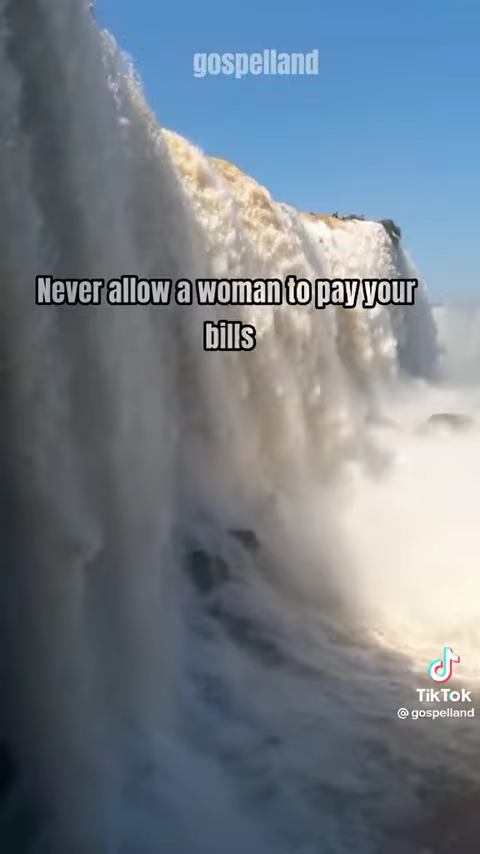 gospelland
Never allow a woman to pay your
bills
TikTok
@ gospelland